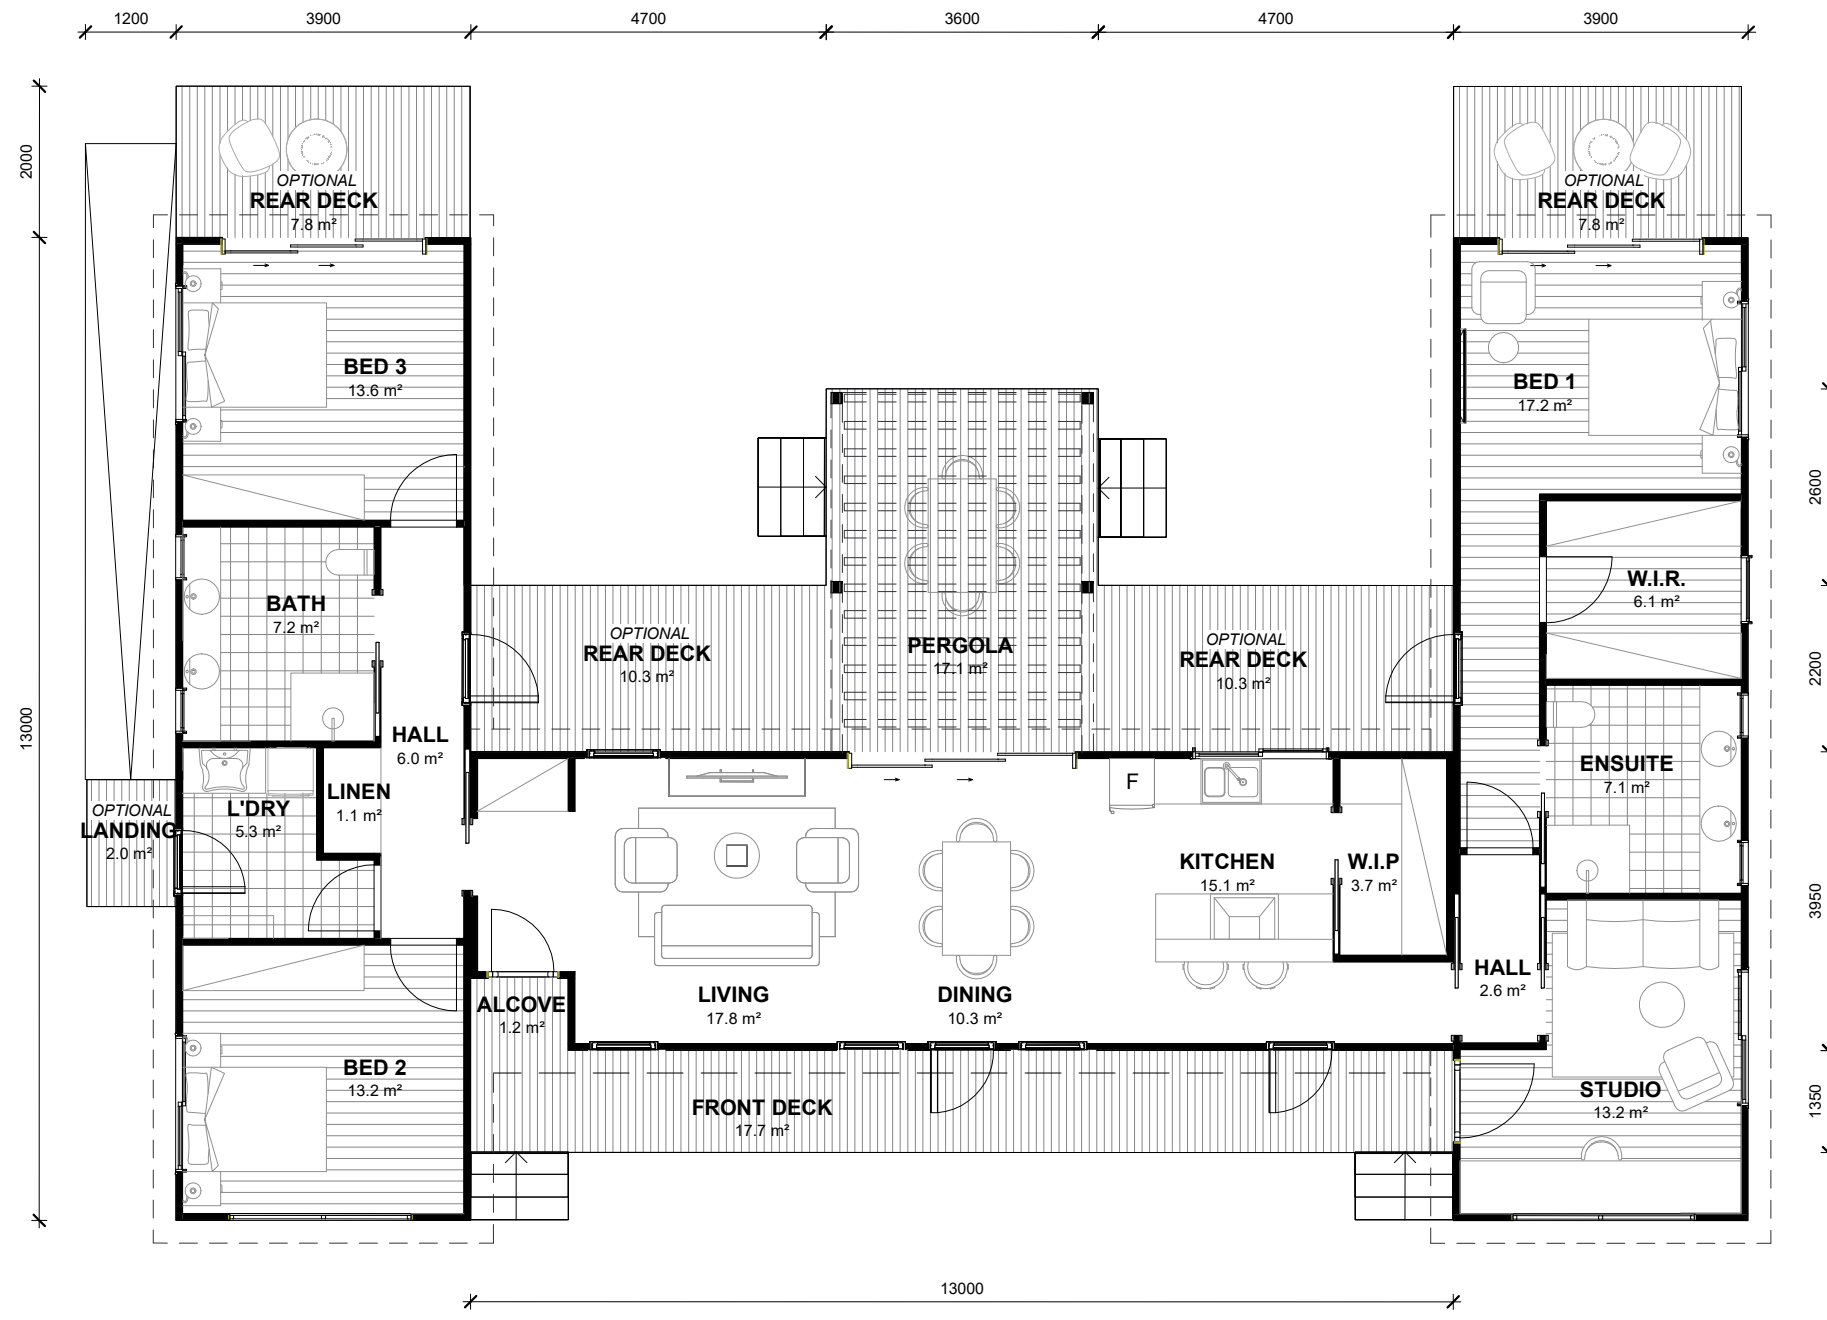 1200
3900
4700
3600
4700
3900
2000
13000
OPTIONAL
REAR DECK
7.8 m²
OPTIONAL
REAR DECK
7.8 m²
BED 3
13.6 m²
BED 1
17.2 m²
2600
W.I.R.
6.1 m²
BATH
7.2 m²
OPTIONAL
REAR DECK
10.3 m²
PERGOLA
17.1 m²
OPTIONAL
REAR DECK
10.3 m²
2200
HALL
6.0 m²
ENSUITE
7.1 m²
F
LINEN
1.1 m²
L'DRY
5.3 m²
OPTIONAL
LANDING
2.0 m²
KITCHEN
15.1 m²
W.I.P
3.7 m²
3950
HALL
2.6 m²
ALCOVE
1.2 m²
LIVING
17.8 m²
DINING
10.3 m²
BED 2
13.2 m²
FRONT DECK
17.7 m²
STUDIO
13.2 m²
1350
13000